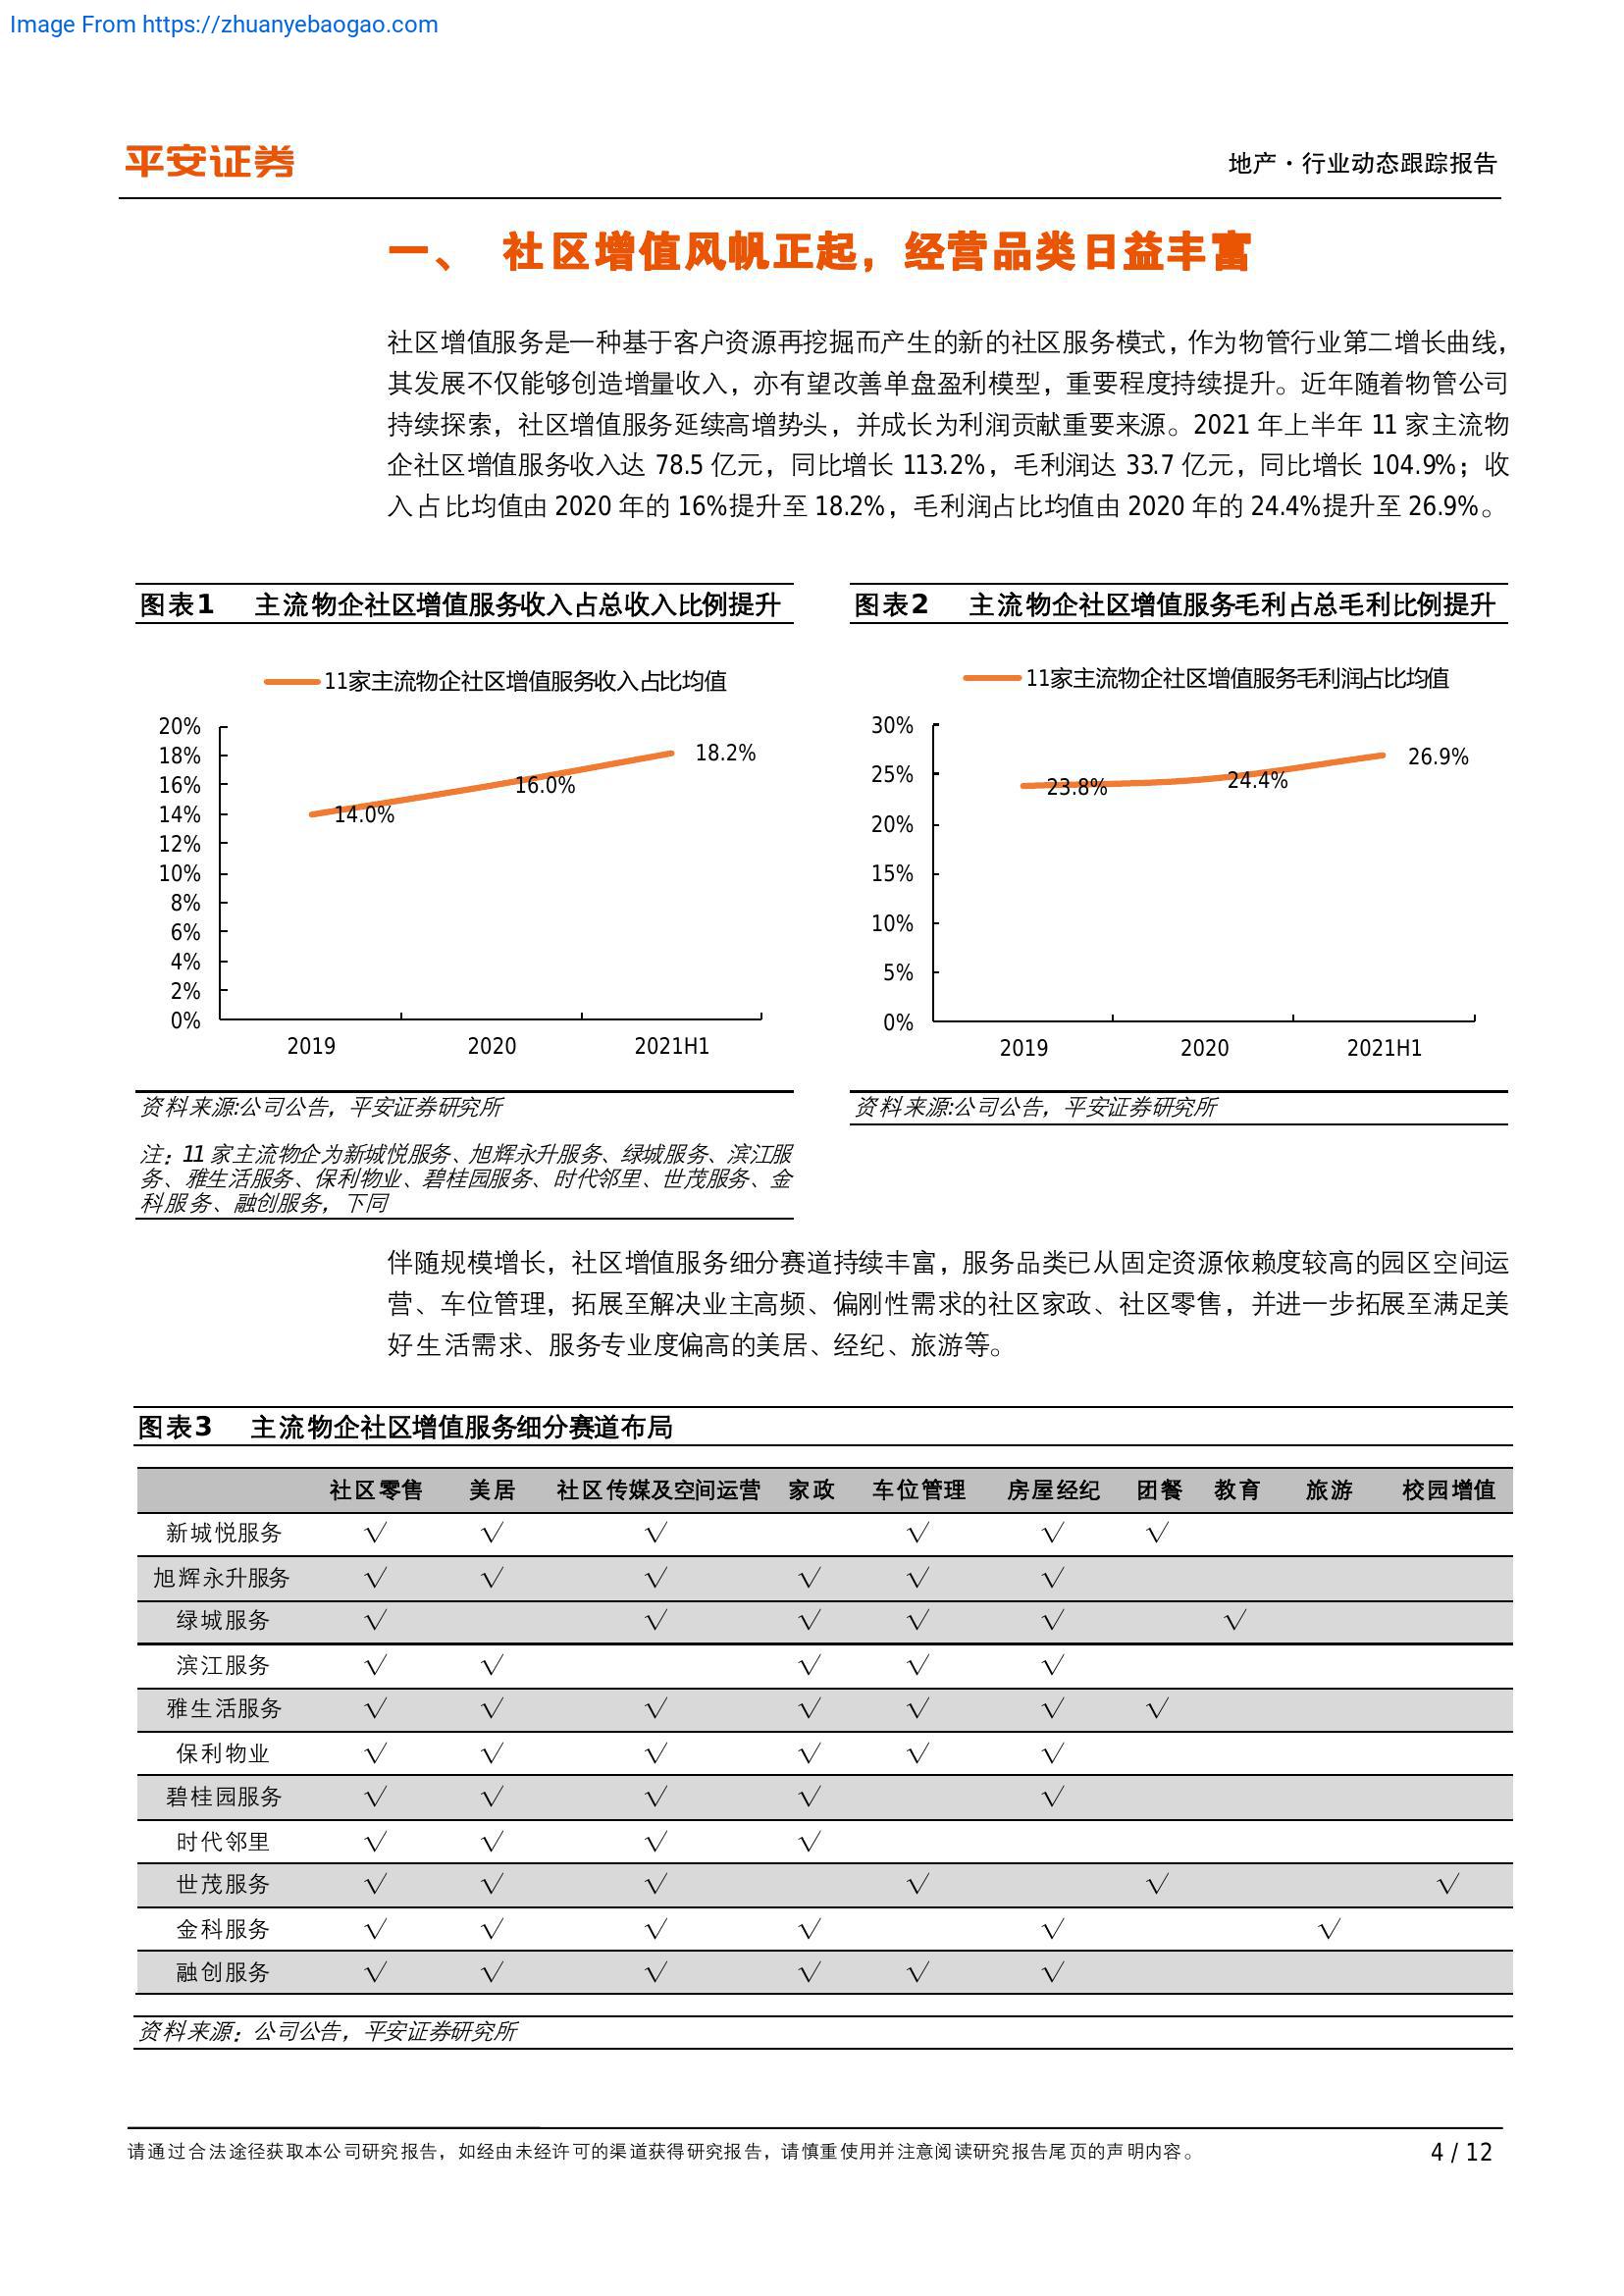 Image From https://zhuanyebaogao.com
平安证券
地产·行业动态跟踪报告
一、 社区增值风帆正起，经营品类日益丰富
社区增值服务是一种基于客户资源再挖掘而产生的新的社区服务模式，作为物管行业第二增长曲线，
其发展不仅能够创造增量收入，亦有望改善单盘盈利模型，重要程度持续提升。近年随着物管公司
持续探索，社区增值服务延续高增势头，并成长为利润贡献重要来源。2021 年上半年 11 家主流物
企社区增值服务收入达 78.5 亿元，同比增长 113.2%，毛利润达 33.7 亿元，同比增长 104.9%；收
入占比均值由 2020 年的 16%提升至 18.2%，毛利润占比均值由 2020 年的 24.4%提升至 26.9%。
图表1 主流物企社区增值服务收入占总收入比例提升
11家主流物企社区增值服务收入占比均值
20%
18%
16%
14%
12%
10%
8%
6%
4%
2%
0%
14.0%
16.0%
18.2%
2019 2020 2021H1
资料来源:公司公告，平安证券研究所
注：11 家主流物企为新城悦服务、旭辉永升服务、绿城服务、滨江服
务、雅生活服务、保利物业、碧桂园服务、时代邻里、世茂服务、金
科服务、融创服务，下同
图表2 主流物企社区增值服务毛利占总毛利比例提升
11家主流物企社区增值服务毛利润占比均值
30%
25%
20%
15%
10%
5%
0%
23.8%
24.4%
26.9%
2019 2020 2021H1
资料来源:公司公告，平安证券研究所
伴随规模增长，社区增值服务细分赛道持续丰富，服务品类已从固定资源依赖度较高的园区空间运
营、车位管理，拓展至解决业主高频、偏刚性需求的社区家政、社区零售，并进一步拓展至满足美
好生活需求、服务专业度偏高的美居、经纪、旅游等。
图表3 主流物企社区增值服务细分赛道布局
社区零售 美居 社区传媒及空间运营 家政 车位管理 房屋经纪 团餐 教育 旅游 校园增值
新城悦服务 √ √ √ √ √ √
旭辉永升服务 √ √ √ √ √ √
绿城服务 √ √ √ √ √ √
滨江服务 √ √ √ √ √
雅生活服务 √ √ √ √ √ √ √
保利物业 √ √ √ √ √ √
碧桂园服务 √ √ √ √ √
时代邻里 √ √ √ √
世茂服务 √ √ √ √ √ √
金科服务 √ √ √ √ √ √
融创服务 √ √ √ √ √ √
资料来源：公司公告，平安证券研究所
请通过合法途径获取本公司研究报告，如经由未经许可的渠道获得研究报告，请慎重使用并注意阅读研究报告尾页的声明内容。
4 / 12